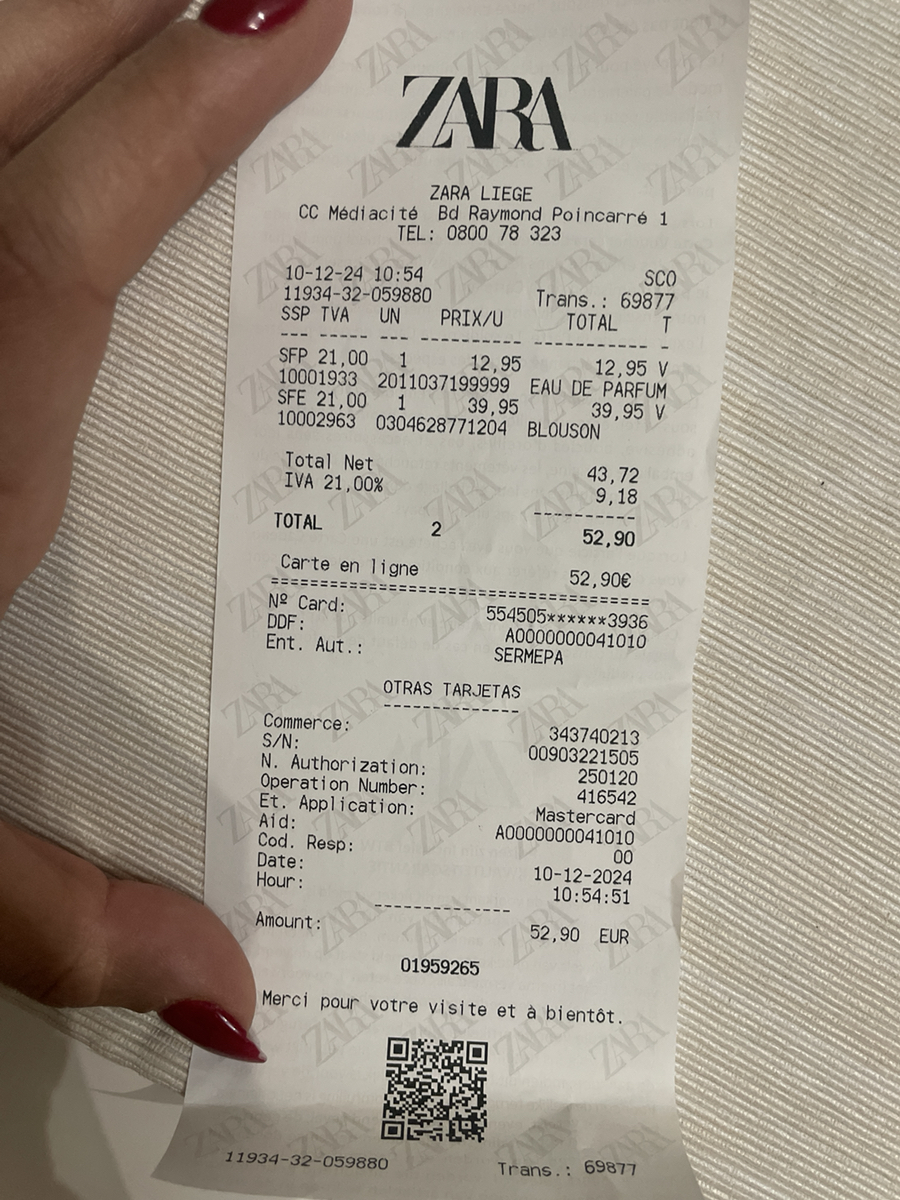 ZARA
ZARA LIEGE
CC Médiacité Bd Raymond Poincarré 1
TEL: 0800 78 323
10-12-24 10:54 SCO
11934-32-059880 Trans.: 69877
SSP TVA UN PRIX/U TOTAL T
--- ----- --- ---------- ----------- -
SFP 21,00 1 12,95 12,95 V
10001933 2011037199999 EAU DE PARFUM
SFE 21,00 1 39,95 39,95 V
10002963 0304628771204 BLOUSON
Total Net 43,72
IVA 21,00% 9,18
----------
TOTAL 2 52,90
Carte en ligne 52,90€
======================================
Nº Card: 554505******3936
DDF: A0000000041010
Ent. Aut.: SERMEPA
OTRAS TARJETAS
--------------
Commerce: 343740213
S/N: 00903221505
N. Authorization: 250120
Operation Number: 416542
Et. Application: Mastercard
Aid: A0000000041010
Cod. Resp: 00
Date: 10-12-2024
Hour: 10:54:51
--------------
Amount: 52,90 EUR
01959265
Merci pour votre visite et à bientôt.
11934-32-059880 Trans.: 69877